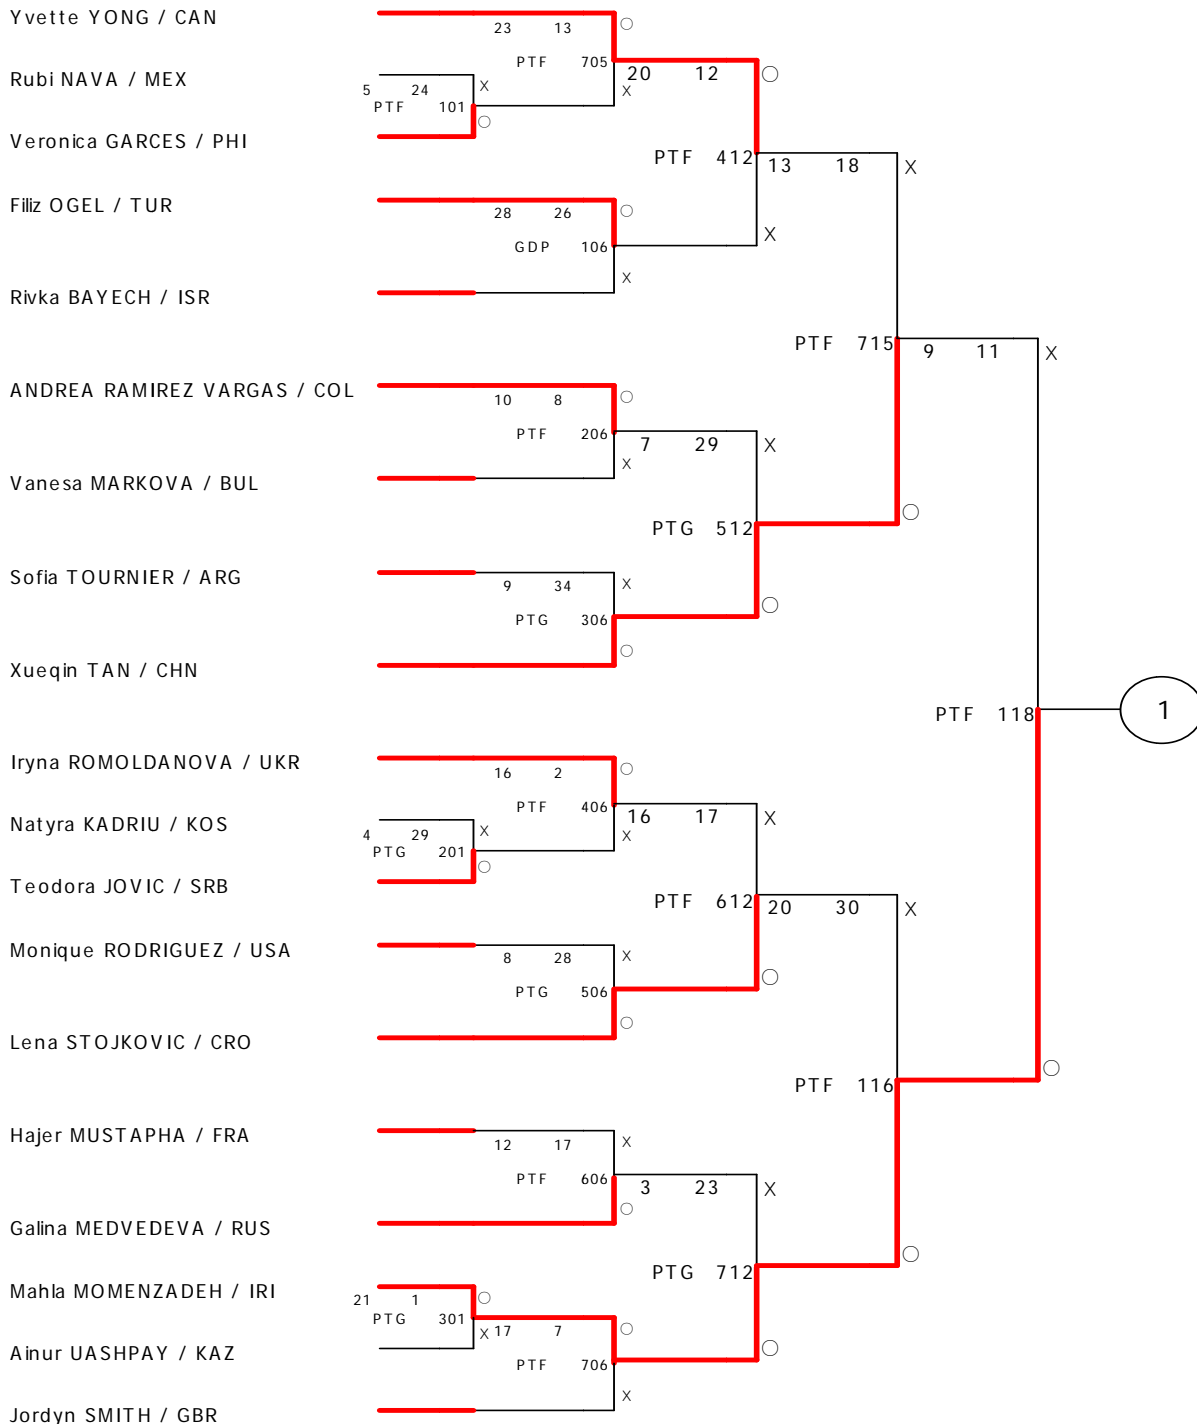 Yvette YONG / CAN
23 13 ○
PTF 705
20 12 ○
Rubi NAVA / MEX
5 24 X
PTF 101
X
○
Veronica GARCES / PHI
PTF 412
13 18 X
Filiz OGEL / TUR
28 26 ○
X
GDP 106
X
Rivka BAYECH / ISR
PTF 715
9 11 X
ANDREA RAMIREZ VARGAS / COL
10 8 ○
PTF 206
7 29 X
X
Vanesa MARKOVA / BUL
○
PTG 512
Sofia TOURNIER / ARG
9 34 X
○
PTG 306
○
Xueqin TAN / CHN
PTF 118
1
Iryna ROMOLDANOVA / UKR
16 2 ○
PTF 406
16 17 X
Natyra KADRIU / KOS
4 29 X
X
PTG 201
○
Teodora JOVIC / SRB
PTF 612
20 30 X
Monique RODRIGUEZ / USA
8 28 X
○
PTG 506
○
Lena STOJKOVIC / CRO
○
PTF 116
Hajer MUSTAPHA / FRA
12 17 X
PTF 606
3 23 X
○
Galina MEDVEDEVA / RUS
○
PTG 712
Mahla MOMENZADEH / IRI
21 1 ○
PTG 301
X
17 7 ○
○
Ainur UASHPAY / KAZ
PTF 706
X
Jordyn SMITH / GBR